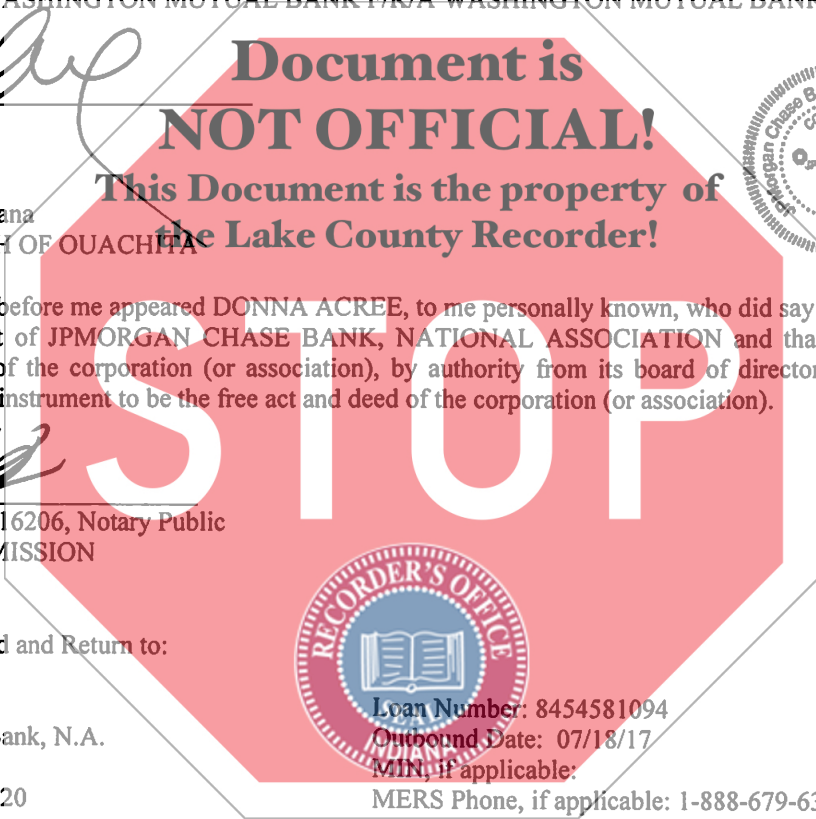 WASHINGTON MUTUAL BANK F/K/A WASHINGTON MUTUAL BANK
Document is
NOT OFFICIAL!
This Document is the property of
the Lake County Recorder!
JPMorgan Chase
ana
H OF OUACHITA
before me appeared DONNA ACREE, to me personally known, who did say
of JPMORGAN CHASE BANK, NATIONAL ASSOCIATION and tha
of the corporation (or association), by authority from its board of director
instrument to be the free act and deed of the corporation (or association).
STOP
16206, Notary Public
MISSION
RECORDER'S OFFICE
SEAL
INDIANA
d and Return to:
Loan Number: 8454581094
ank, N.A.
Outbound Date: 07/18/17
MIN, if applicable:
20
MERS Phone, if applicable: 1-888-679-63